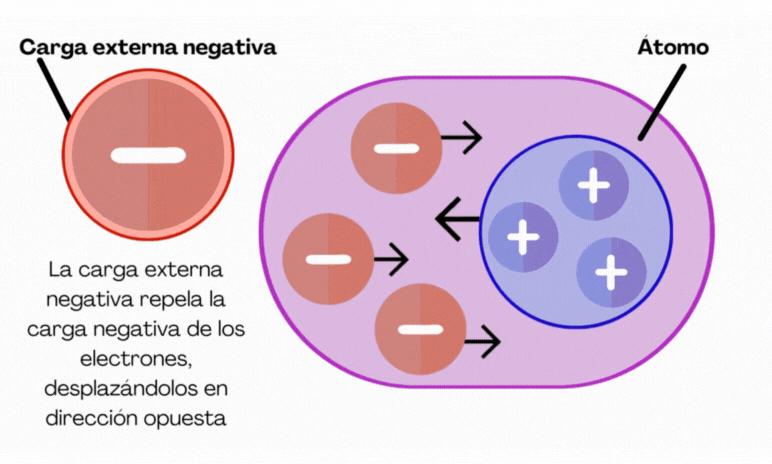 Carga externa negativa
Átomo
La carga externa
negativa repela la
carga negativa de los
electrones,
desplazándolos en
dirección opuesta